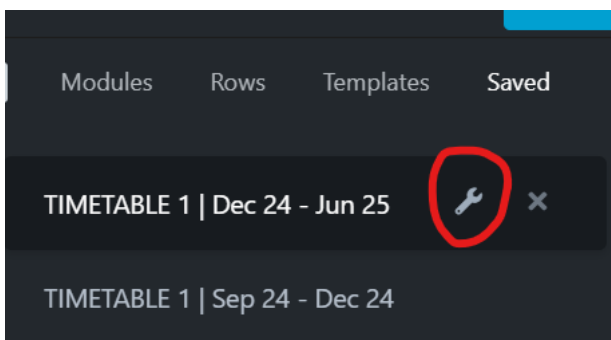 Modules Rows Templates Saved
TIMETABLE 1 | Dec 24 - Jun 25
TIMETABLE 1 | Sep 24 - Dec 24